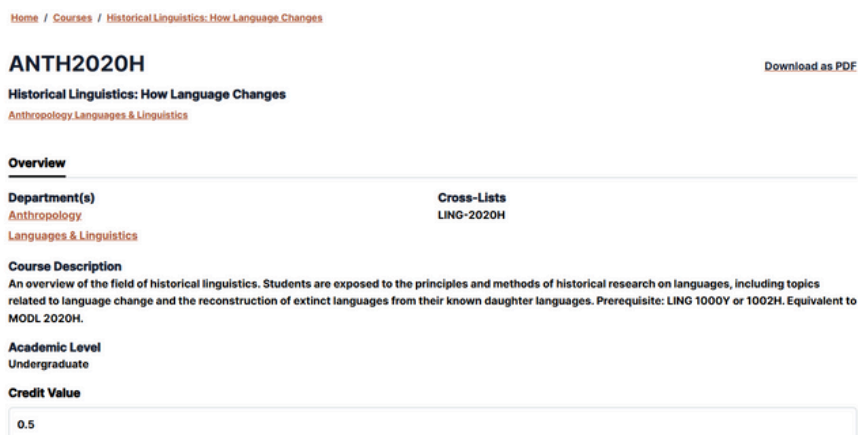 Home / Courses / Historical Linguistics: How Language Changes
ANTH2020H
Download as PDF
Historical Linguistics: How Language Changes
Anthropology Languages & Linguistics
Overview
Department(s)
Anthropology
Languages & Linguistics
Cross-Lists
LING-2020H
Course Description
An overview of the field of historical linguistics. Students are exposed to the principles and methods of historical research on languages, including topics
related to language change and the reconstruction of extinct languages from their known daughter languages. Prerequisite: LING 1000Y or 1002H. Equivalent to
MODL 2020H.
Academic Level
Undergraduate
Credit Value
0.5